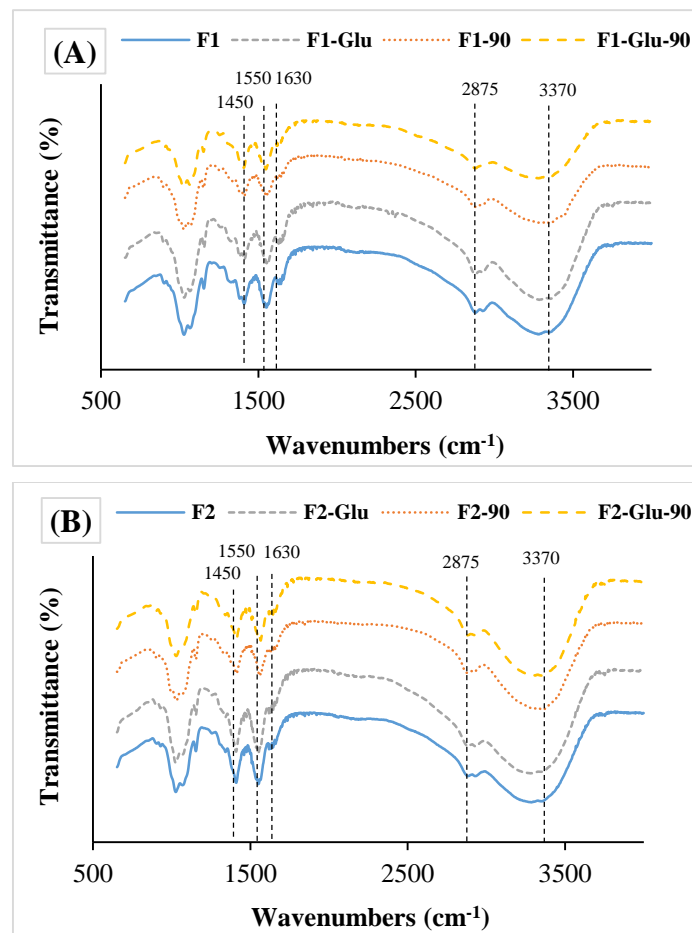 (A)
F1 F1-Glu F1-90 F1-Glu-90
1550 1630
1450
2875 3370
Transmittance (%)
500 1500 2500 3500
Wavenumbers (cm-1)
(B)
F2 F2-Glu F2-90 F2-Glu-90
1550
1630
1450
2875 3370
Transmittance (%)
500 1500 2500 3500
Wavenumbers (cm-1)